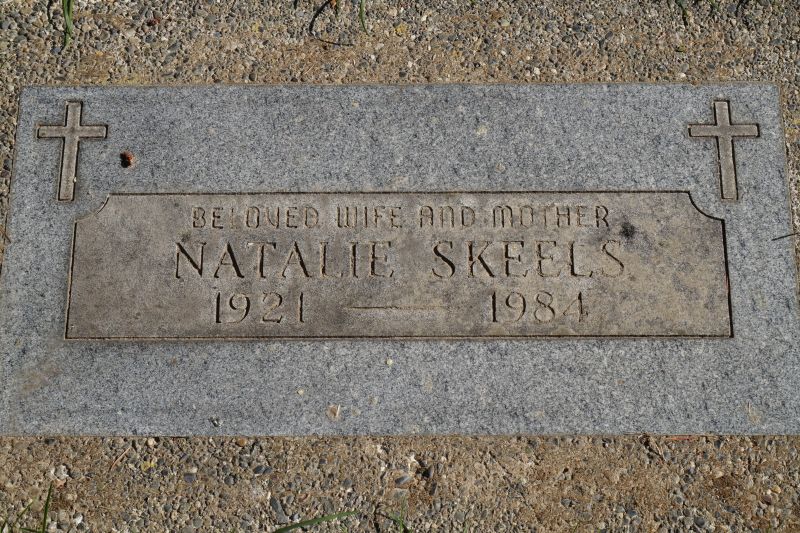 BELOVED WIFE AND MOTHER
NATALIE SKEELS
1921 — 1984